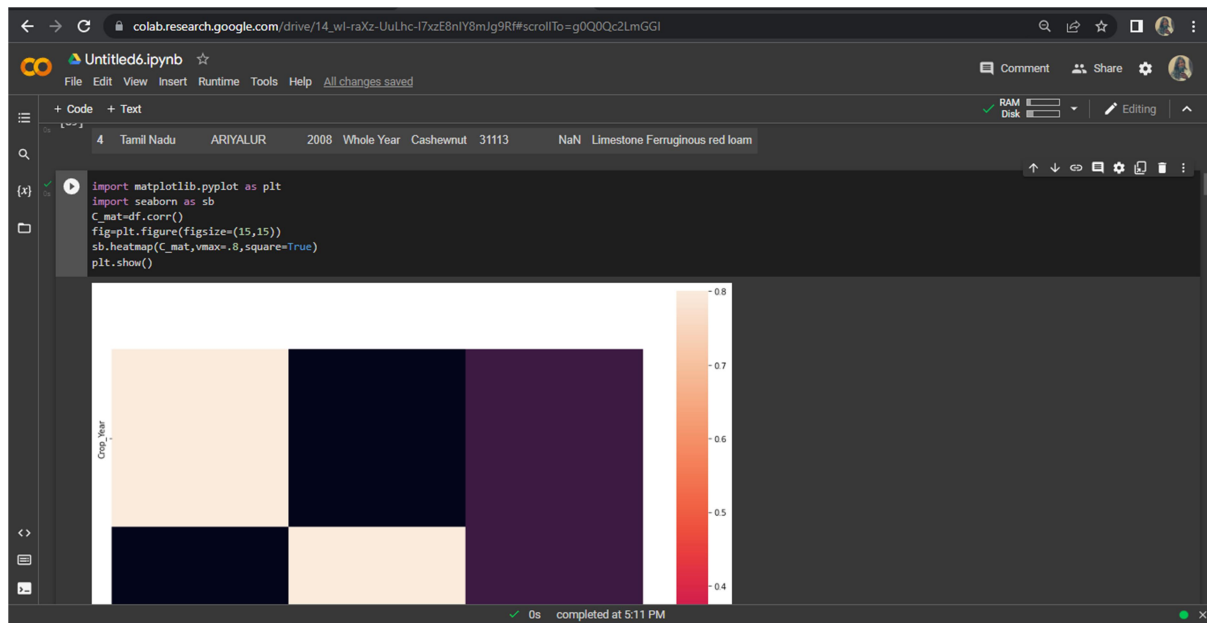 colab.research.google.com/drive/14_wl-raXz-UuLhc-I7xzE8nIY8mJg9Rf#scrollTo=g0Q0Qc2LmGGI
CO Untitled6.ipynb
File Edit View Insert Runtime Tools Help All changes saved
Comment Share
+ Code + Text
RAM
Disk
Editing
4 Tamil Nadu ARIYALUR 2008 Whole Year Cashewnut 31113 NaN Limestone Ferruginous red loam
{x}
import matplotlib.pyplot as plt
import seaborn as sb
C_mat=df.corr()
fig=plt.figure(figsize=(15,15))
sb.heatmap(C_mat,vmax=.8,square=True)
plt.show()
0.8
0.7
0.6
0.5
0.4
Crop_Year
0s completed at 5:11 PM